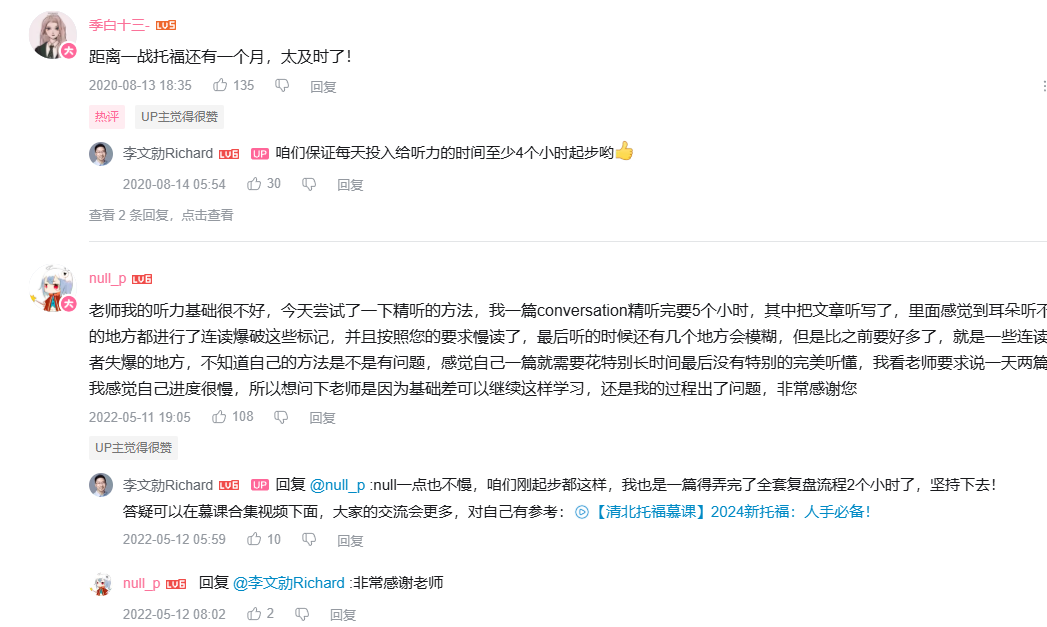 季白十三- LV5
距离一战托福还有一个月，太及时了！
2020-08-13 18:35 135 回复
热评 UP主觉得很赞
李文勍Richard LV6 UP 咱们保证每天投入给听力的时间至少4个小时起步哟👍
2020-08-14 05:54 30 回复
查看 2 条回复，点击查看
null_p LV6
老师我的听力基础很不好，今天尝试了一下精听的方法，我一篇conversation精听完要5个小时，其中把文章听写了，里面感觉到耳朵听不
的地方都进行了连读爆破这些标记，并且按照您的要求慢读了，最后听的时候还有几个地方会模糊，但是比之前要好多了，就是一些连读
者失爆的地方，不知道自己的方法是不是有问题，感觉自己一篇就需要花特别长时间最后没有特别的完美听懂，我看老师要求说一天两篇
我感觉自己进度很慢，所以想问下老师是因为基础差可以继续这样学习，还是我的过程出了问题，非常感谢您
2022-05-11 19:05 108 回复
UP主觉得很赞
李文勍Richard LV6 UP 回复 @null_p :null一点也不慢，咱们刚起步都这样，我也是一篇得弄完了全套复盘流程2个小时了，坚持下去！
答疑可以在慕课合集视频下面，大家的交流会更多，对自己有参考：【清北托福慕课】2024新托福：人手必备！
2022-05-12 05:59 10 回复
null_p LV6 回复 @李文勍Richard :非常感谢老师
2022-05-12 08:02 2 回复